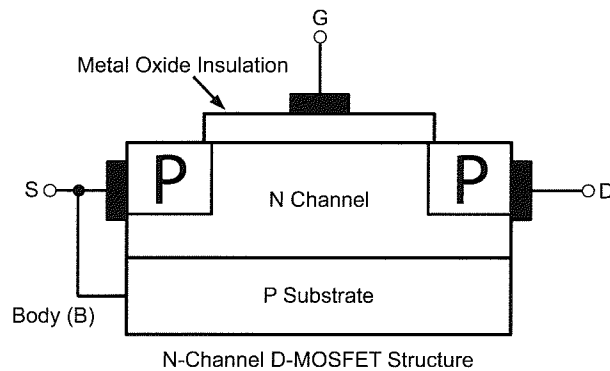 G
Metal Oxide Insulation
P
P
S
N Channel
D
P Substrate
Body (B)
N-Channel D-MOSFET Structure